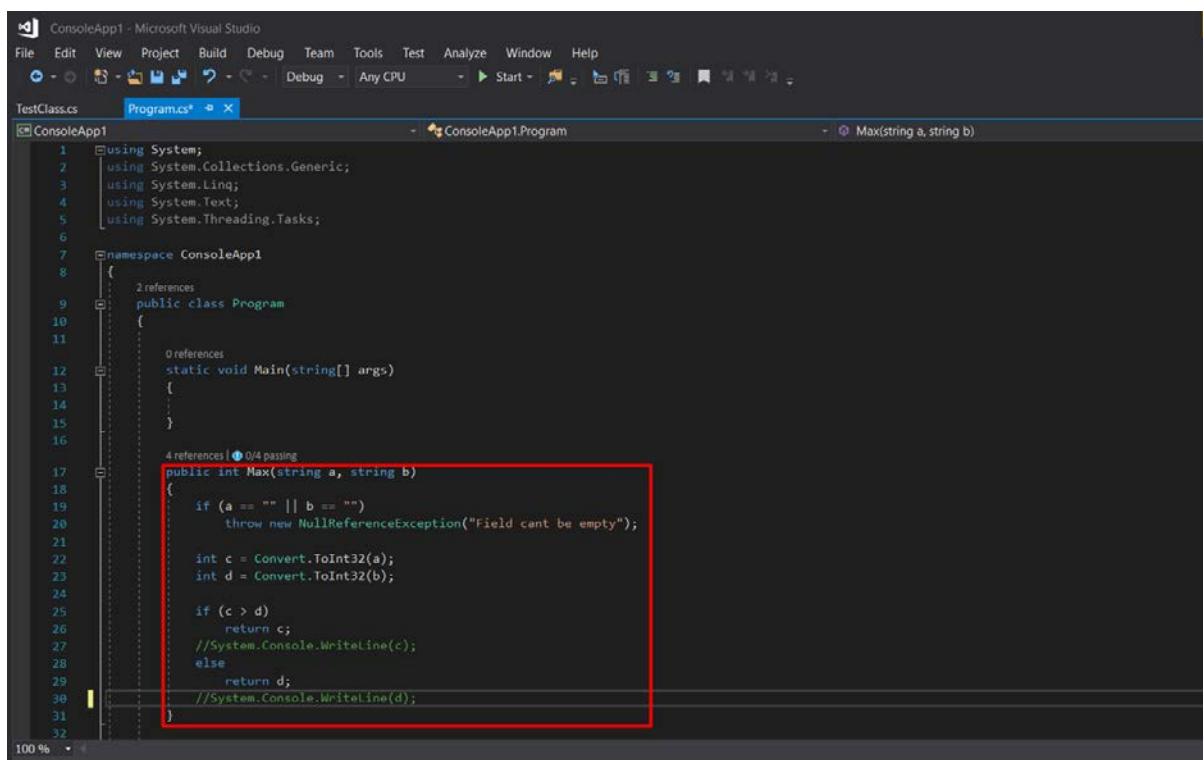 ConsoleApp1 - Microsoft Visual Studio
File Edit View Project Build Debug Team Tools Test Analyze Window Help
Debug Any CPU Start
TestClass.cs Program.cs*
ConsoleApp1 ConsoleApp1.Program Max(string a, string b)
1 using System;
2 using System.Collections.Generic;
3 using System.Linq;
4 using System.Text;
5 using System.Threading.Tasks;
6
7 namespace ConsoleApp1
8 {
2 references
9 public class Program
10 {
11
0 references
12 static void Main(string[] args)
13 {
14
15 }
16
4 references | 0/4 passing
17 public int Max(string a, string b)
18 {
19 if (a == "" || b == "")
20 throw new NullReferenceException("Field cant be empty");
21
22 int c = Convert.ToInt32(a);
23 int d = Convert.ToInt32(b);
24
25 if (c > d)
26 return c;
27 //System.Console.WriteLine(c);
28 else
29 return d;
30 //System.Console.WriteLine(d);
31 }
32
100 %